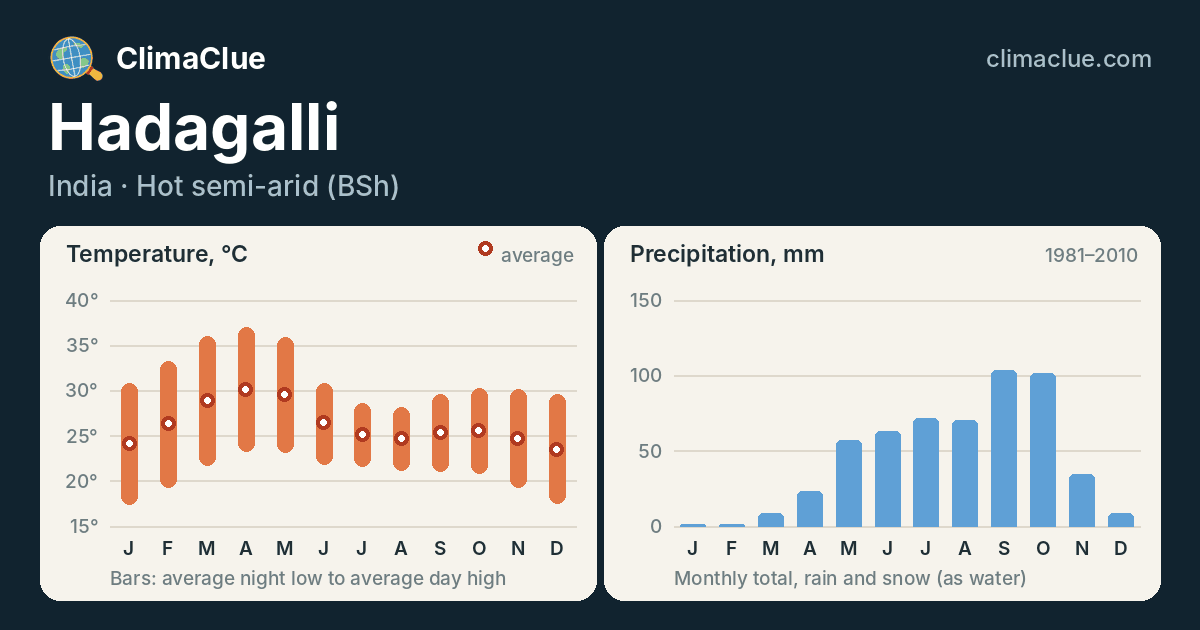 ClimaClue
climaclue.com
Hadagalli
India · Hot semi-arid (BSh)
Temperature, °C
average
40°
35°
30°
25°
20°
15°
J F M A M J J A S O N D
Bars: average night low to average day high
Precipitation, mm
1981–2010
150
100
50
0
J F M A M J J A S O N D
Monthly total, rain and snow (as water)